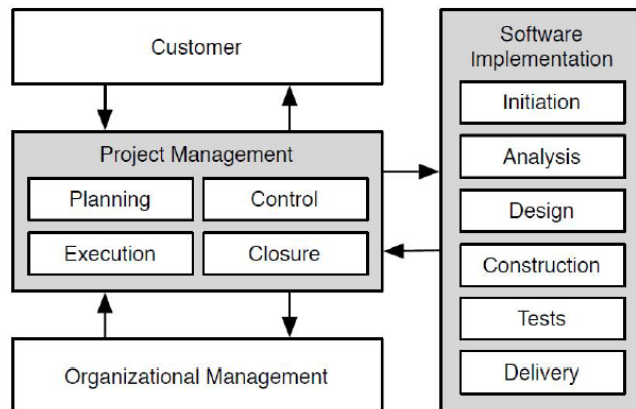 Customer
Project Management
Planning
Control
Execution
Closure
Organizational Management
Software
Implementation
Initiation
Analysis
Design
Construction
Tests
Delivery